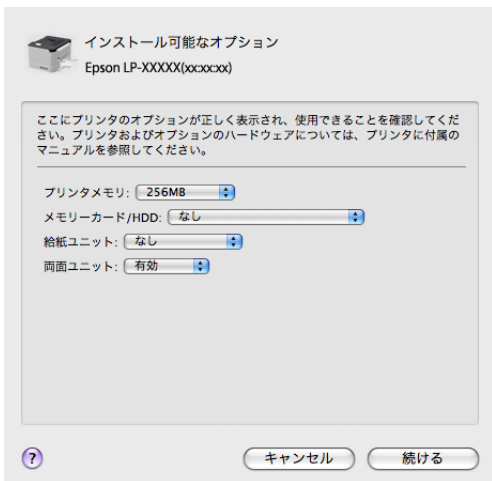 インストール可能なオプション
Epson LP-XXXXX(xx:xx:xx)
ここにプリンタのオプションが正しく表示され、使用できることを確認してくだ
さい。プリンタおよびオプションのハードウェアについては、プリンタに付属の
マニュアルを参照してください。
プリンタメモリ: 256MB
メモリーカード/HDD: なし
給紙ユニット: なし
両面ユニット: 有効
? キャンセル 続ける